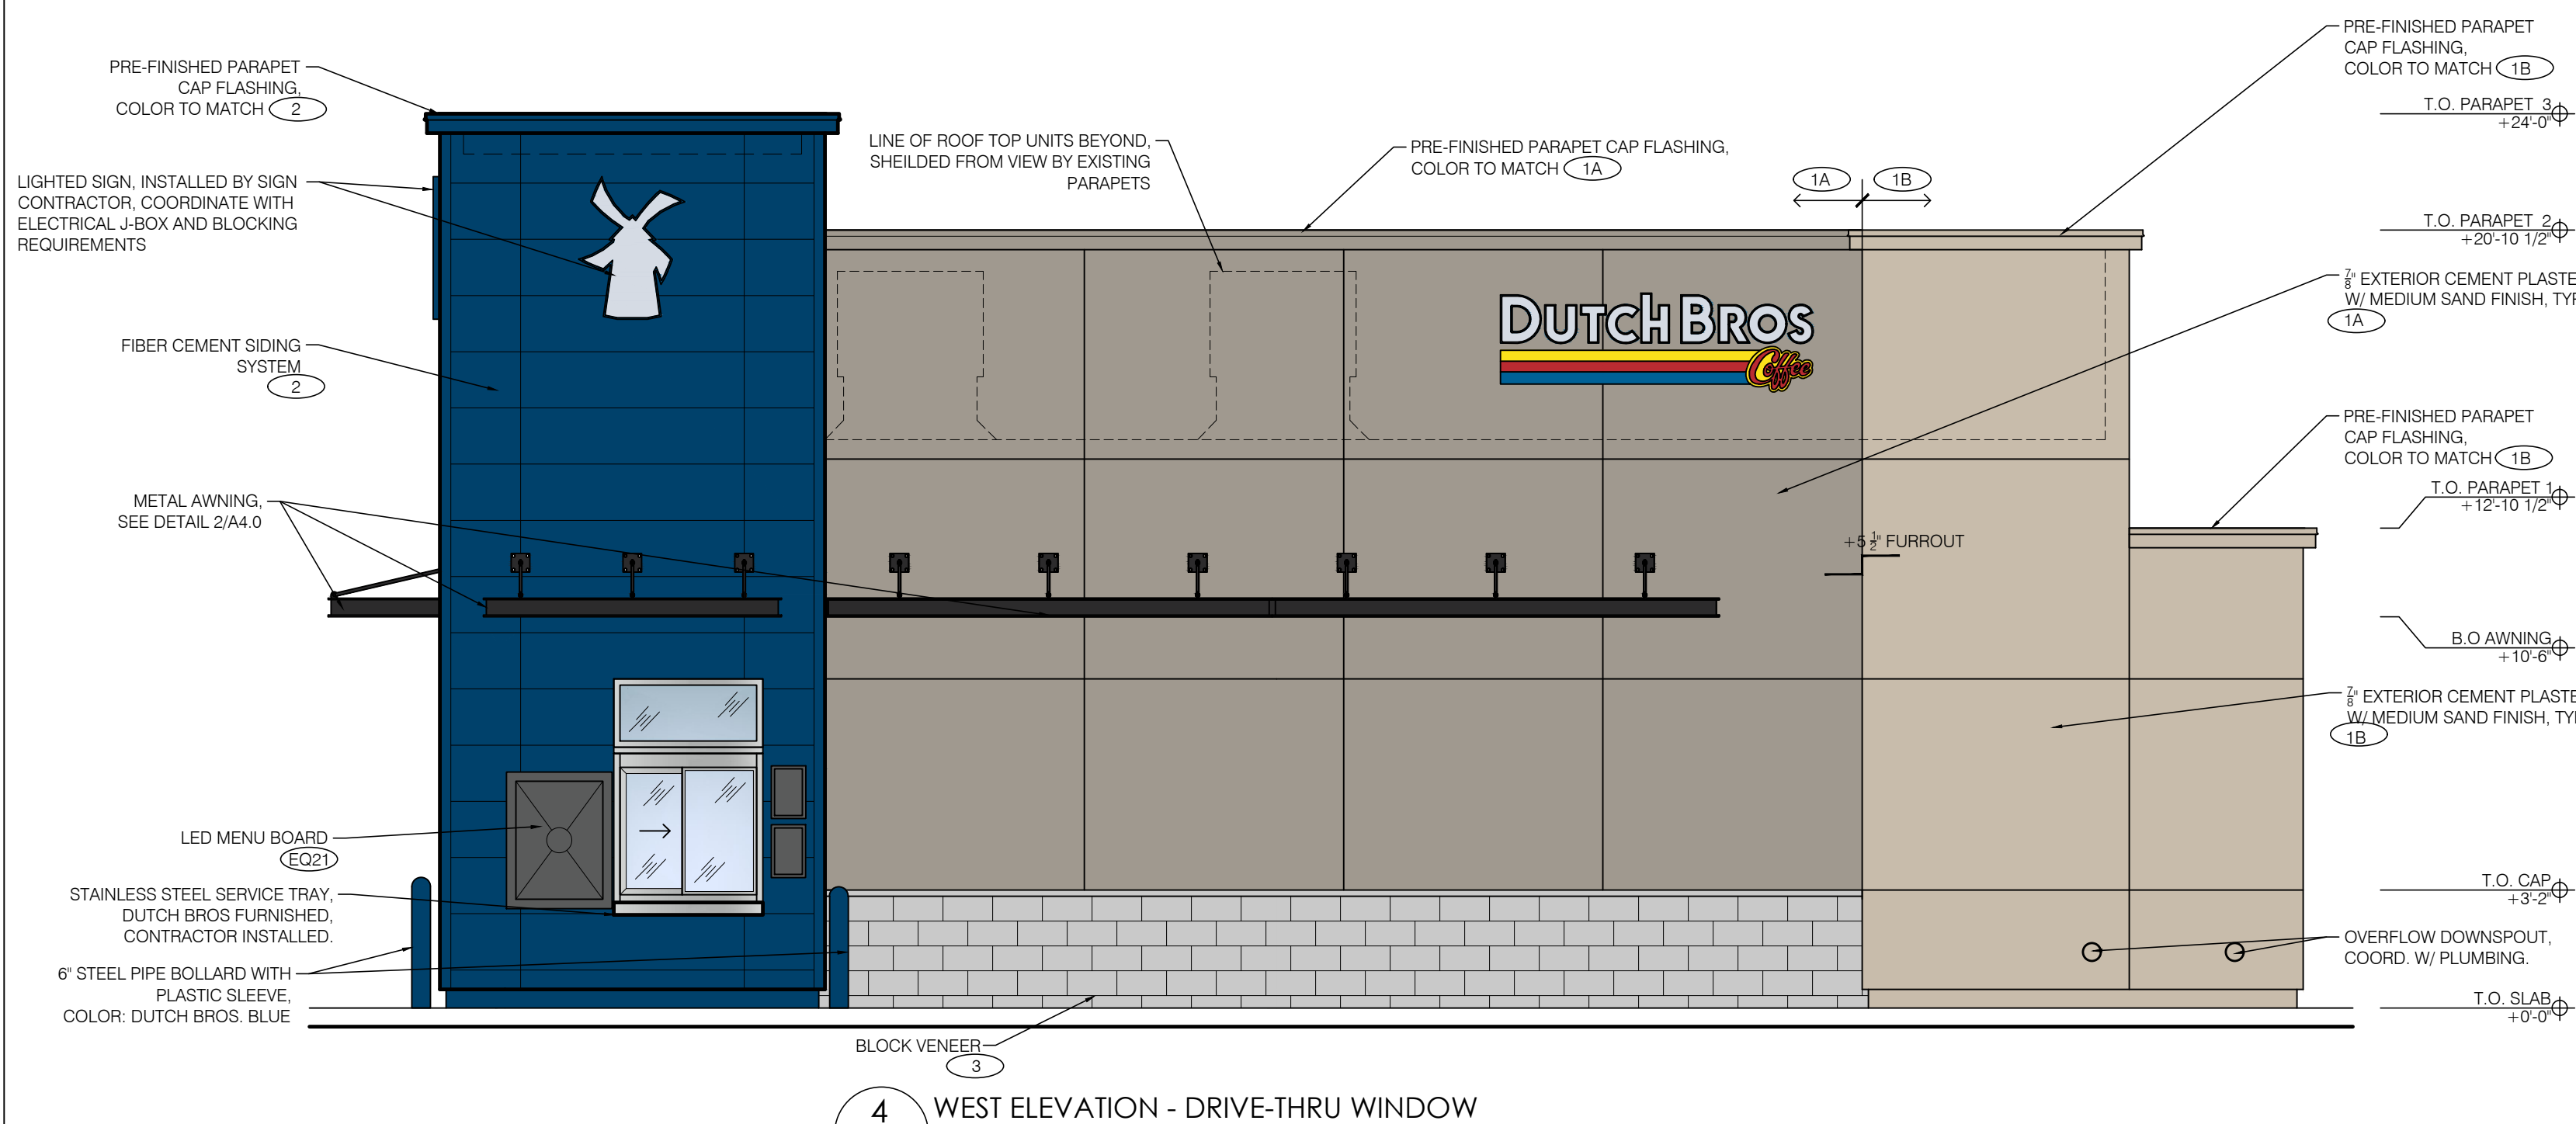 PRE-FINISHED PARAPET
CAP FLASHING,
COLOR TO MATCH 2
LIGHTED SIGN, INSTALLED BY SIGN
CONTRACTOR, COORDINATE WITH
ELECTRICAL J-BOX AND BLOCKING
REQUIREMENTS
FIBER CEMENT SIDING
SYSTEM
2
METAL AWNING,
SEE DETAIL 2/A4.0
LED MENU BOARD
EQ21
STAINLESS STEEL SERVICE TRAY,
DUTCH BROS FURNISHED,
CONTRACTOR INSTALLED.
6" STEEL PIPE BOLLARD WITH
PLASTIC SLEEVE,
COLOR: DUTCH BROS. BLUE
LINE OF ROOF TOP UNITS BEYOND,
SHEILDED FROM VIEW BY EXISTING
PARAPETS
PRE-FINISHED PARAPET CAP FLASHING,
COLOR TO MATCH 1A
1A 1B
DUTCH BROS
Coffee
+5 1/2" FURROUT
BLOCK VENEER
3
PRE-FINISHED PARAPET
CAP FLASHING,
COLOR TO MATCH 1B
T.O. PARAPET 3
+24'-0"
T.O. PARAPET 2
+20'-10 1/2"
7/8" EXTERIOR CEMENT PLASTE
W/ MEDIUM SAND FINISH, TY
1A
PRE-FINISHED PARAPET
CAP FLASHING,
COLOR TO MATCH 1B
T.O. PARAPET 1
+12'-10 1/2"
B.O AWNING
+10'-6"
7/8" EXTERIOR CEMENT PLASTE
W/ MEDIUM SAND FINISH, TY
1B
T.O. CAP
+3'-2"
OVERFLOW DOWNSPOUT,
COORD. W/ PLUMBING.
T.O. SLAB
+0'-0"
4 WEST ELEVATION - DRIVE-THRU WINDOW